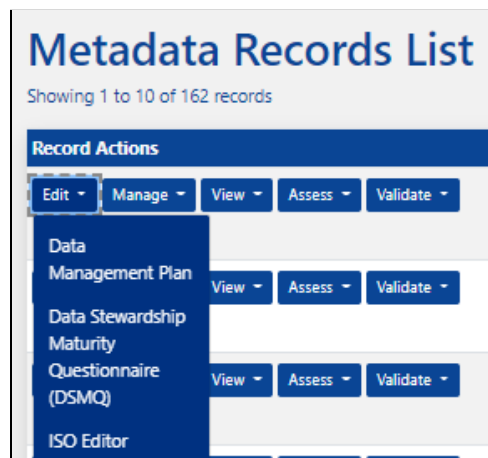 Metadata Records List
Showing 1 to 10 of 162 records
Record Actions
Edit Manage View Assess Validate
Data
Management Plan
View Assess Validate
Data Stewardship
Maturity
Questionnaire
(DSMQ)
View Assess Validate
ISO Editor